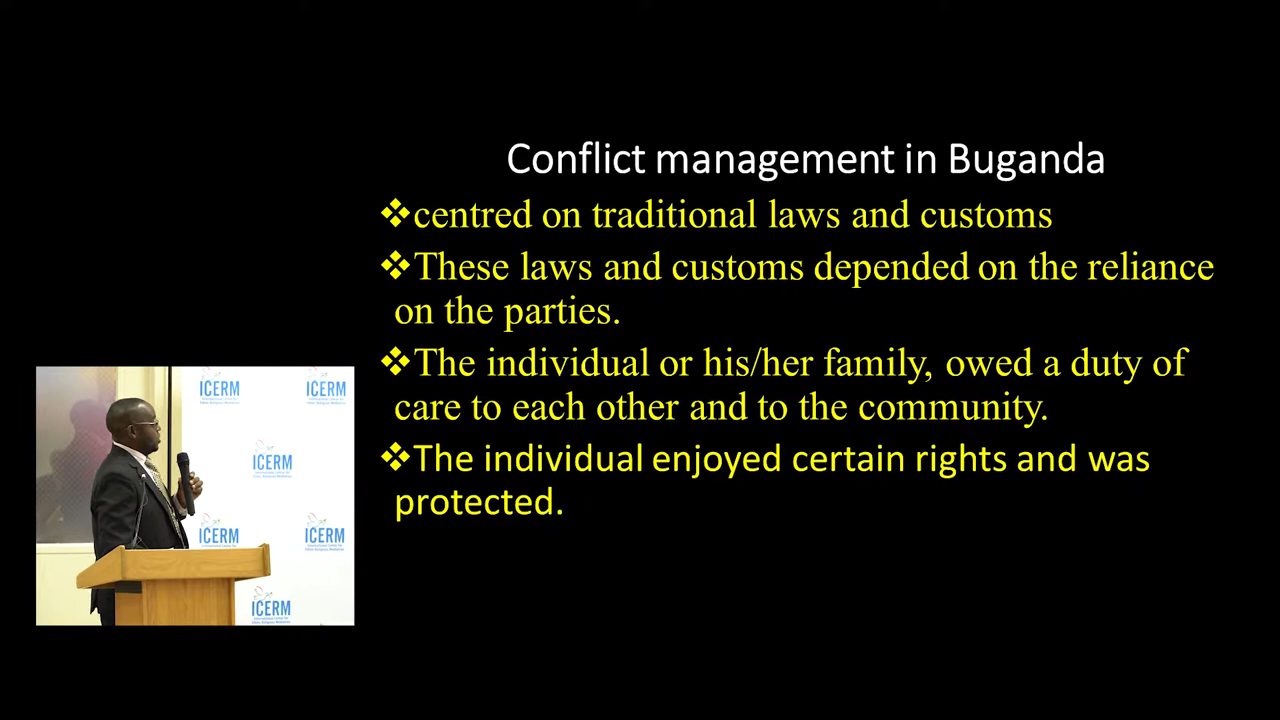 Conflict management in Buganda
❖centred on traditional laws and customs
❖These laws and customs depended on the reliance
on the parties.
❖The individual or his/her family, owed a duty of
care to each other and to the community.
❖The individual enjoyed certain rights and was
protected.
ICERM
ICERM
ICERM
ICERM
ICERM
ICERM